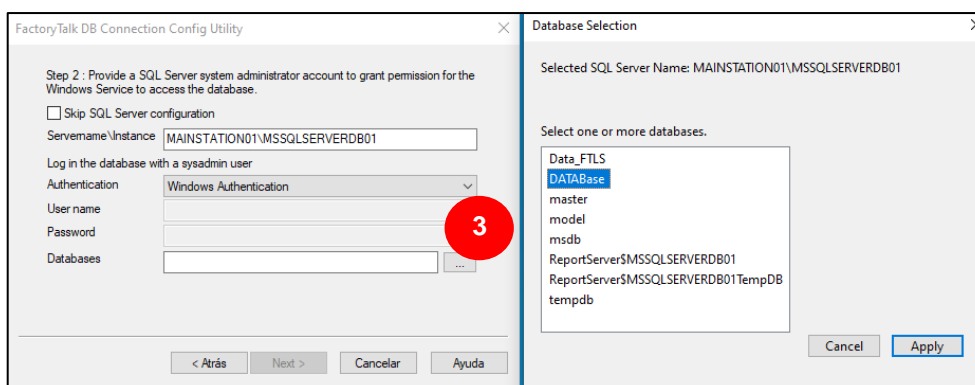 FactoryTalk DB Connection Config Utility
Step 2 : Provide a SQL Server system administrator account to grant permission for the
Windows Service to access the database.
Skip SQL Server configuration
Servername\Instance MAINSTATION01\MSSQLSERVERDB01
Log in the database with a sysadmin user
Authentication Windows Authentication
User name
Password
Databases ...
3
< Atrás Next > Cancelar Ayuda
Database Selection
Selected SQL Server Name: MAINSTATION01\MSSQLSERVERDB01
Select one or more databases.
Data_FTLS
DATABase
master
model
msdb
ReportServer$MSSQLSERVERDB01
ReportServer$MSSQLSERVERDB01TempDB
tempdb
Cancel Apply